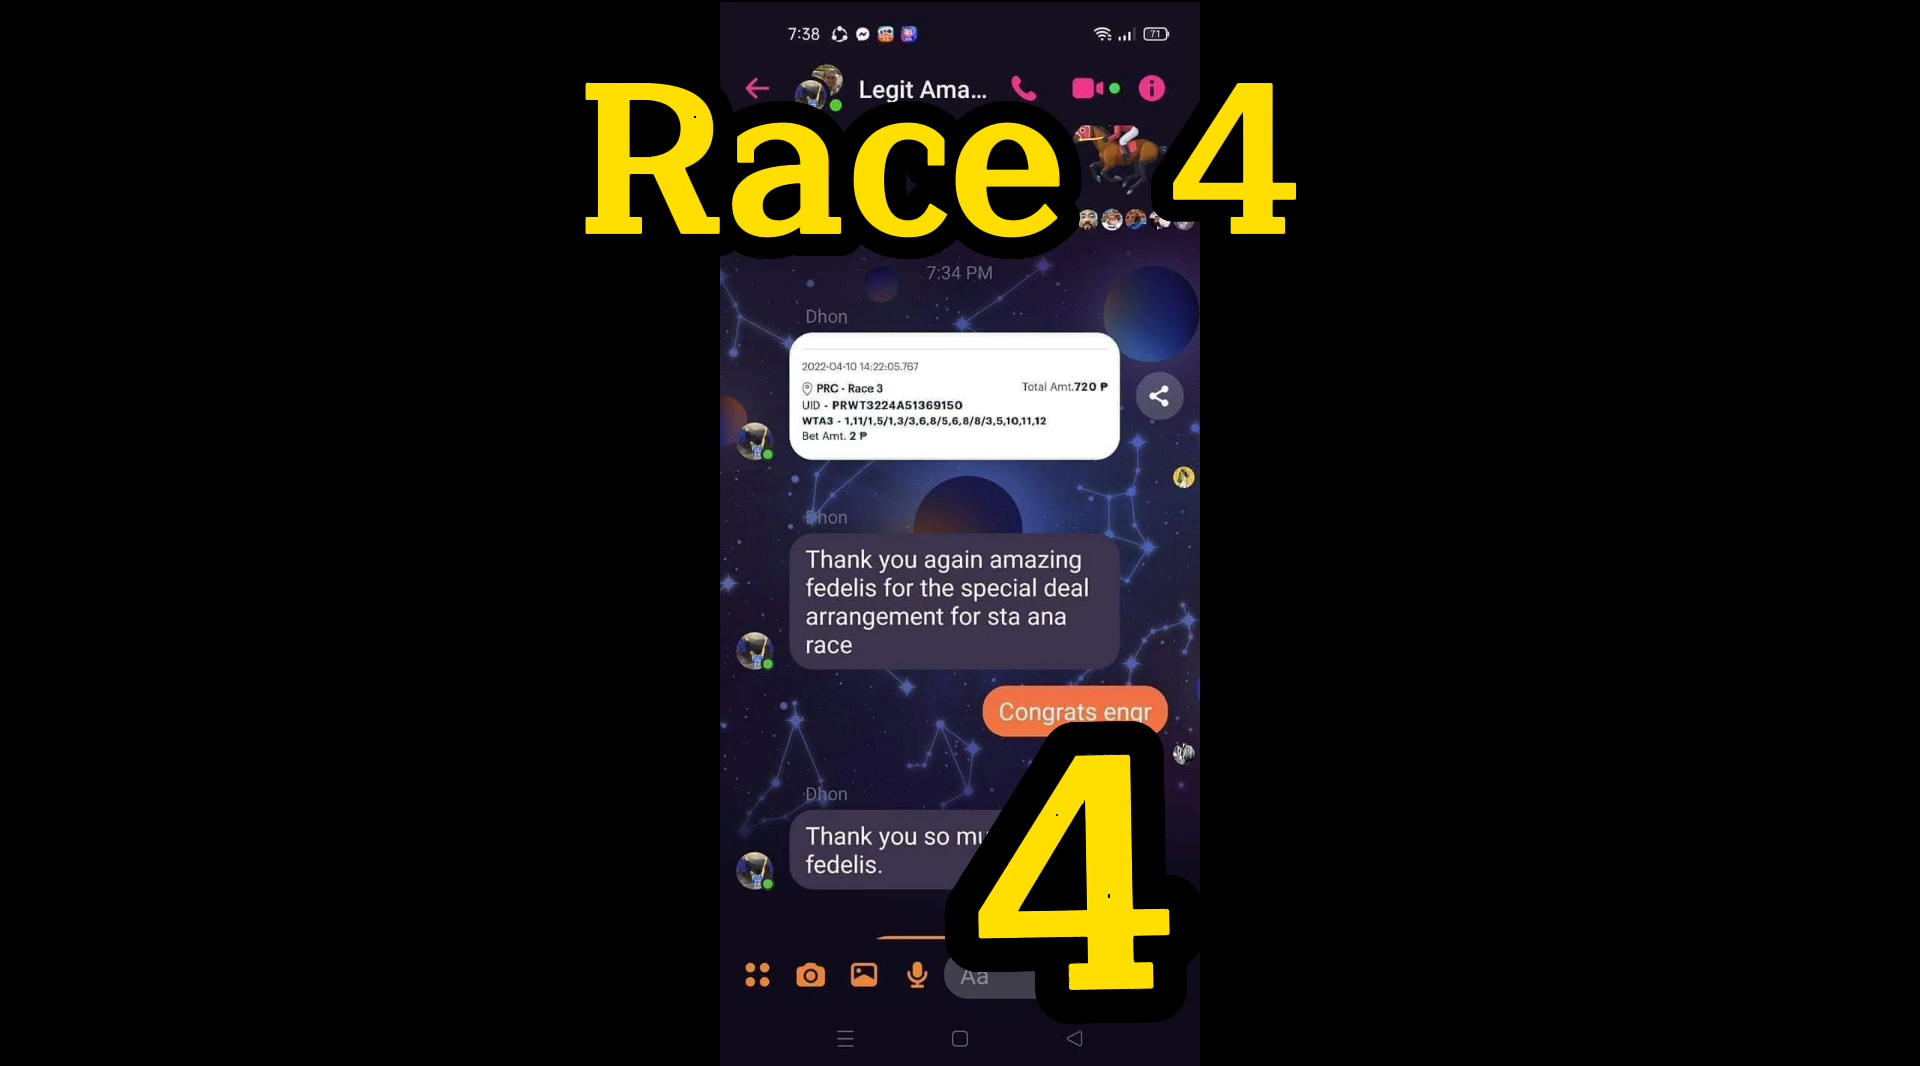 7:38
71
Legit Ama...
Race 4
7:34 PM
Dhon
2022-04-10 14:22:05.767
PRC - Race 3
Total Amt.720 ₱
UID - PRWT3224A51369150
WTA3 - 1,11/1,5/1,3/3,6,8/5,6,8/8/3,5,10,11,12
Bet Amt. 2 ₱
Dhon
Thank you again amazing
fedelis for the special deal
arrangement for sta ana
race
Congrats engr
Dhon
Thank you so
fedelis.
4
Aa